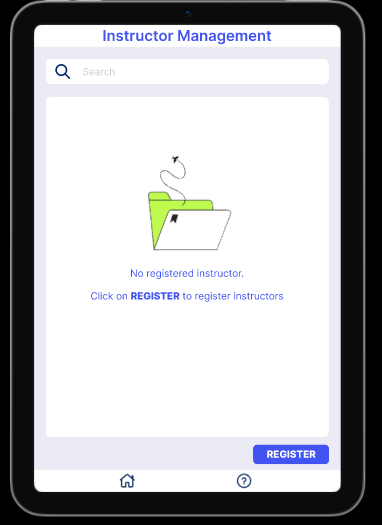 Instructor Management
Search
No registered instructor.
Click on REGISTER to register instructors
REGISTER